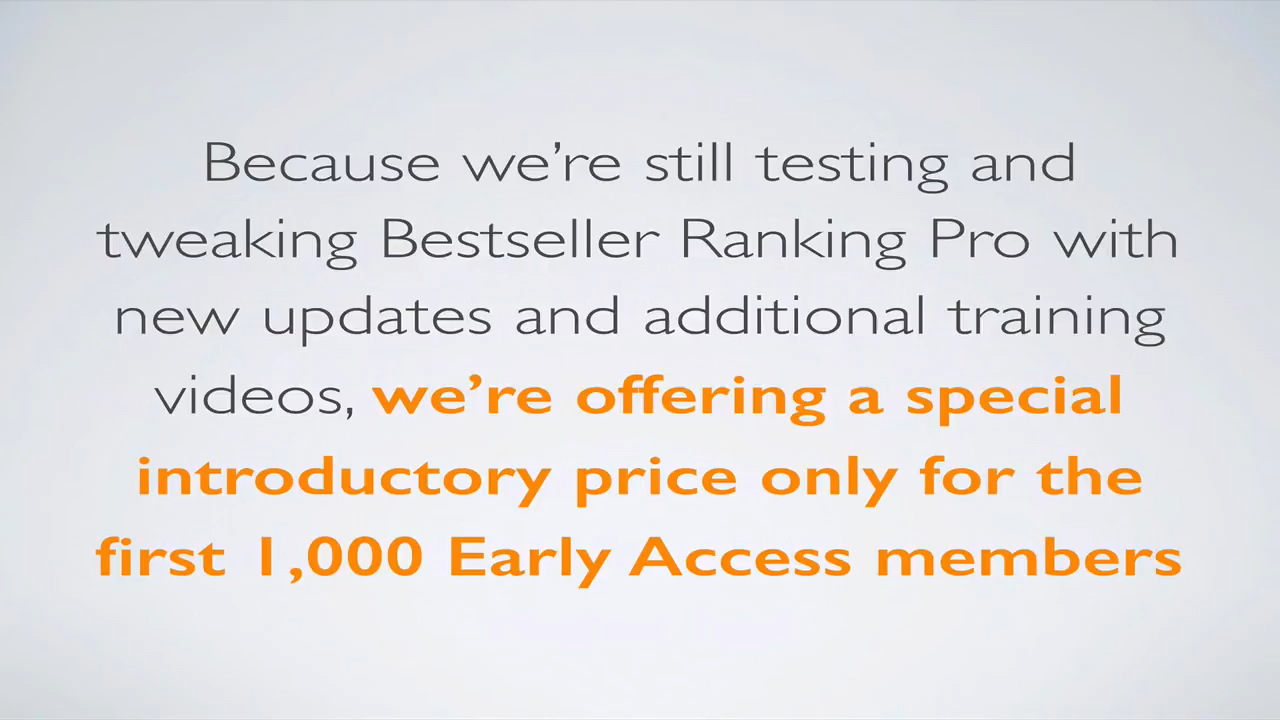 Because we’re still testing and
tweaking Bestseller Ranking Pro with
new updates and additional training
videos, we’re offering a special
introductory price only for the
first 1,000 Early Access members